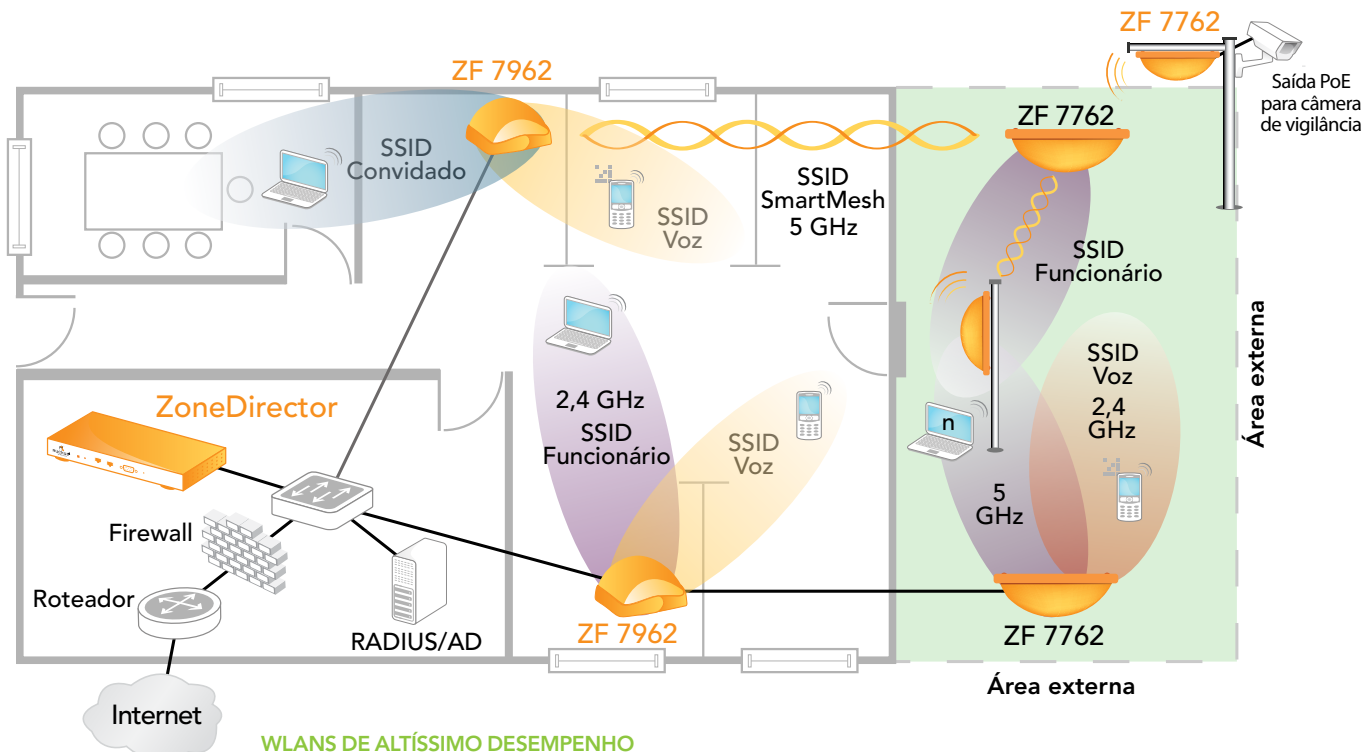 ZF 7762
Saída PoE
para câmera
de vigilância
ZF 7962
ZF 7762
SSID
Convidado
SSID
Voz
SSID
SmartMesh
5 GHz
SSID
Funcionário
Área externa
ZoneDirector
2,4 GHz
SSID
Funcionário
SSID
Voz
SSID
Voz
2,4
GHz
n
5
GHz
Firewall
Roteador
RADIUS/AD
ZF 7962
ZF 7762
Área externa
Internet
WLANS DE ALTÍSSIMO DESEMPENHO